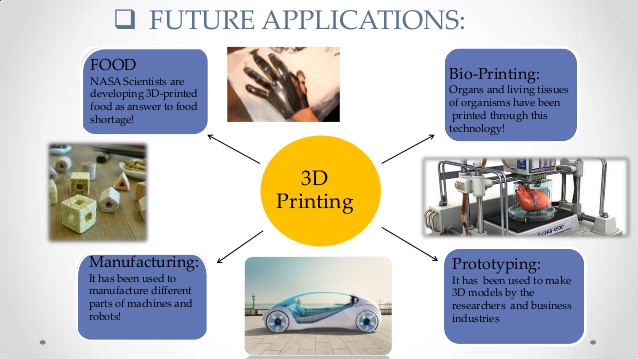 FUTURE APPLICATIONS:
FOOD
NASA Scientists are
developing 3D-printed
food as answer to food
shortage!
Bio-Printing:
Organs and living tissues
of organisms have been
printed through this
technology!
3D
Printing
Manufacturing:
It has been used to
manufacture different
parts of machines and
robots!
Prototyping:
It has been used to make
3D models by the
researchers and business
industries